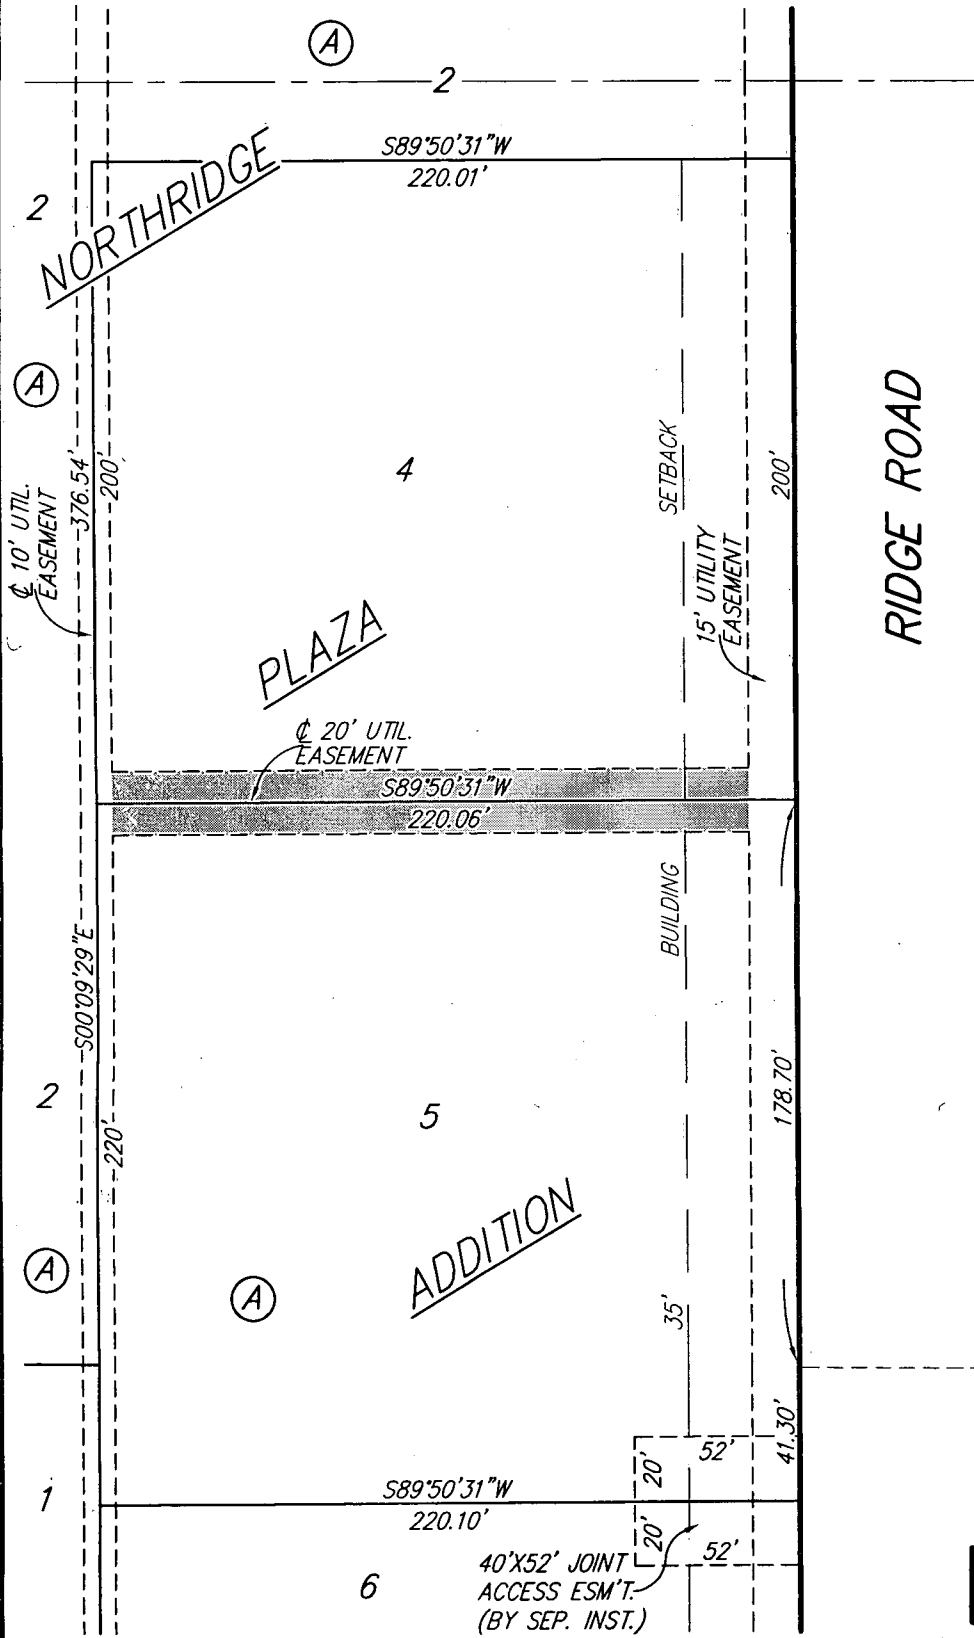 A
2
S89°50'31"W
220.01'
NORTHRIDGE
2
A
376.54'
200'
℄ 10' UTIL.
EASEMENT
4
SETBACK
200'
RIDGE ROAD
15' UTILITY
EASEMENT
PLAZA
℄ 20' UTIL.
EASEMENT
S89°50'31"W
220.06'
BUILDING
S00°09'29"E
2
220'
5
178.70'
ADDITION
A
A
35'
41.30'
52'
20'
1
S89°50'31"W
220.10'
20'
52'
40'X52' JOINT
ACCESS ESM'T.
(BY SEP. INST.)
6